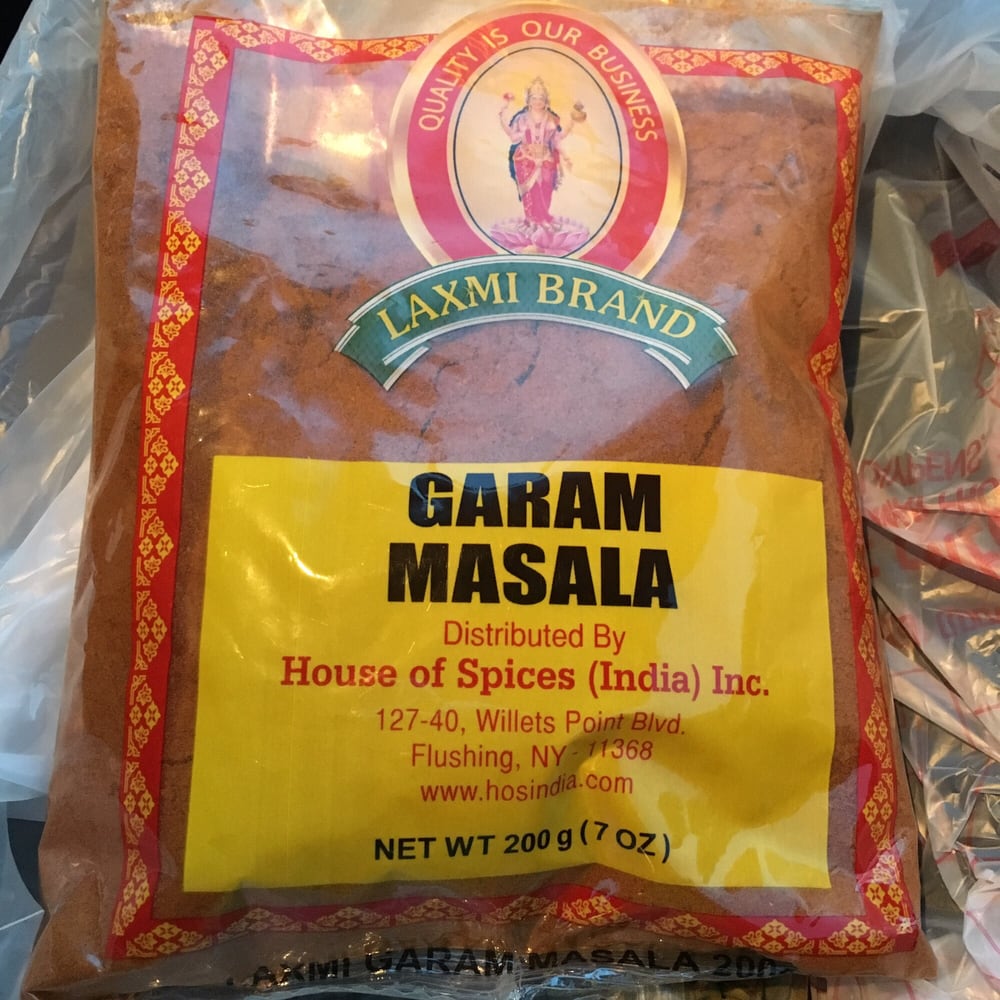 QUALITY IS OUR BUSINESS
LAXMI BRAND
GARAM
MASALA
Distributed By
House of Spices (India) Inc.
127-40, Willets Point Blvd.
Flushing, NY - 11368
www.hosindia.com
NET WT 200 g (7 OZ)
LAXMI GARAM MASALA